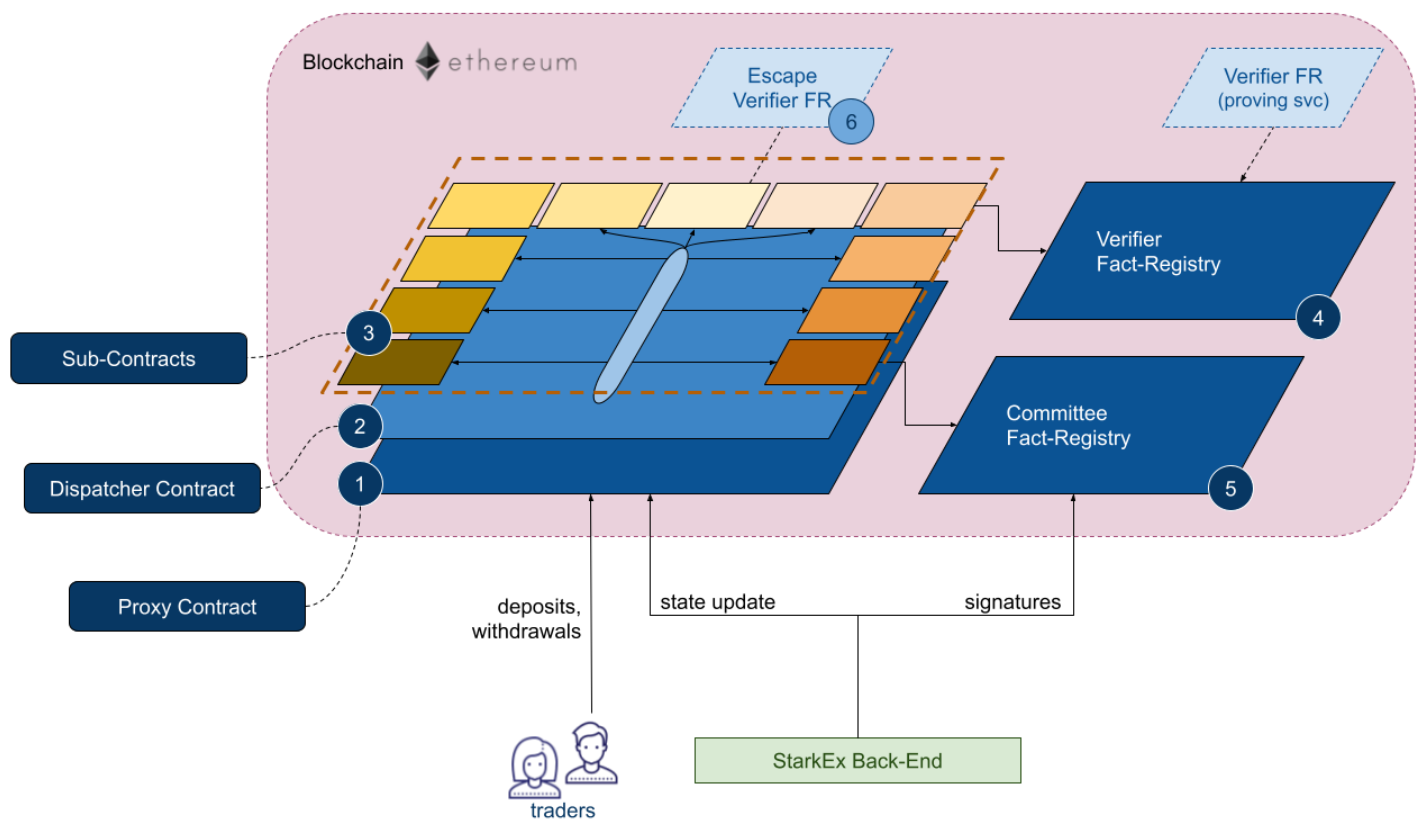 Blockchain
ethereum
Escape
Verifier FR
6
Verifier FR
(proving svc)
Verifier
Fact-Registry
4
3
Sub-Contracts
Committee
Fact-Registry
5
2
Dispatcher Contract
1
Proxy Contract
deposits,
withdrawals
state update
signatures
StarkEx Back-End
traders